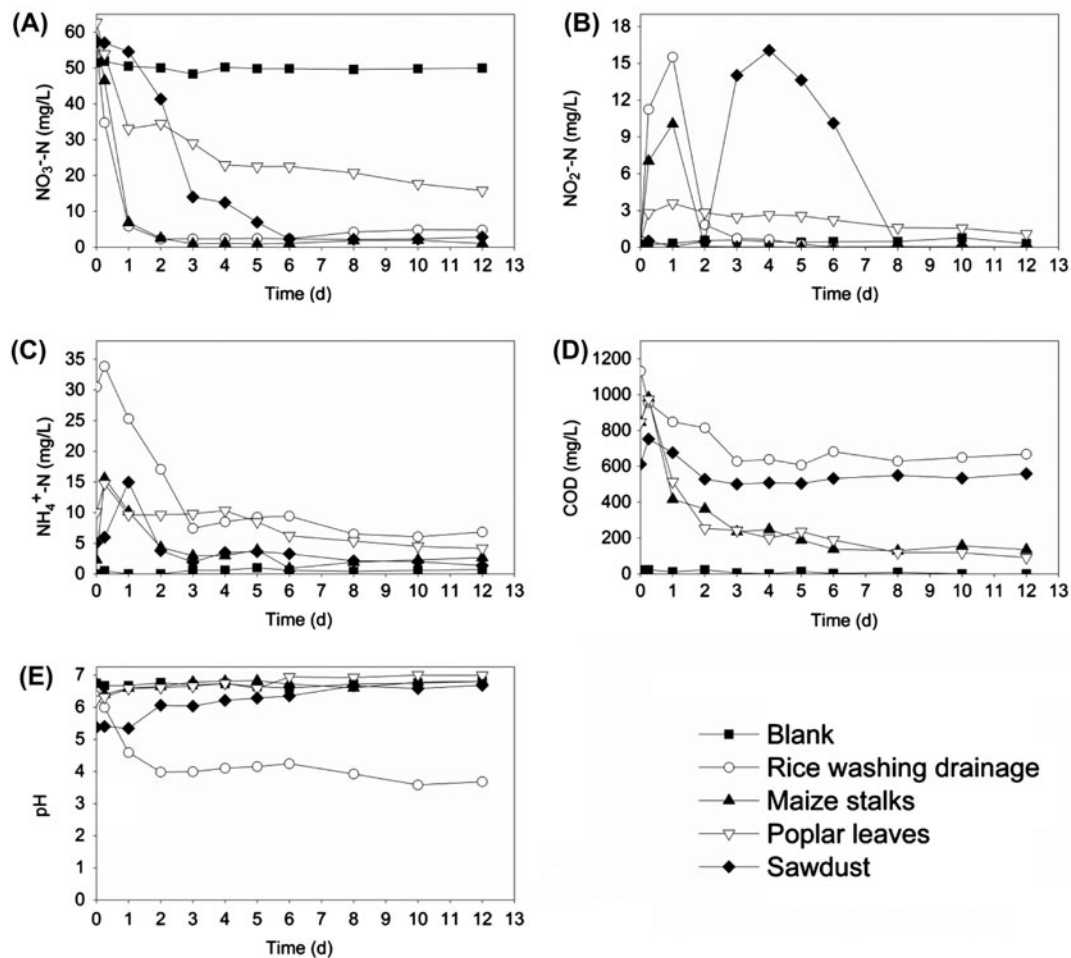 (A)
NO₃⁻-N (mg/L)
60
50
40
30
20
10
0
0 1 2 3 4 5 6 7 8 9 10 11 12 13
Time (d)
(B)
NO₂⁻-N (mg/L)
18
15
12
9
6
3
0
0 1 2 3 4 5 6 7 8 9 10 11 12 13
Time (d)
(C)
NH₄⁺-N (mg/L)
35
30
25
20
15
10
5
0
0 1 2 3 4 5 6 7 8 9 10 11 12 13
Time (d)
(D)
COD (mg/L)
1200
1000
800
600
400
200
0
0 1 2 3 4 5 6 7 8 9 10 11 12 13
Time (d)
(E)
pH
7
6
5
4
3
2
1
0
0 1 2 3 4 5 6 7 8 9 10 11 12 13
Time (d)
Blank
Rice washing drainage
Maize stalks
Poplar leaves
Sawdust